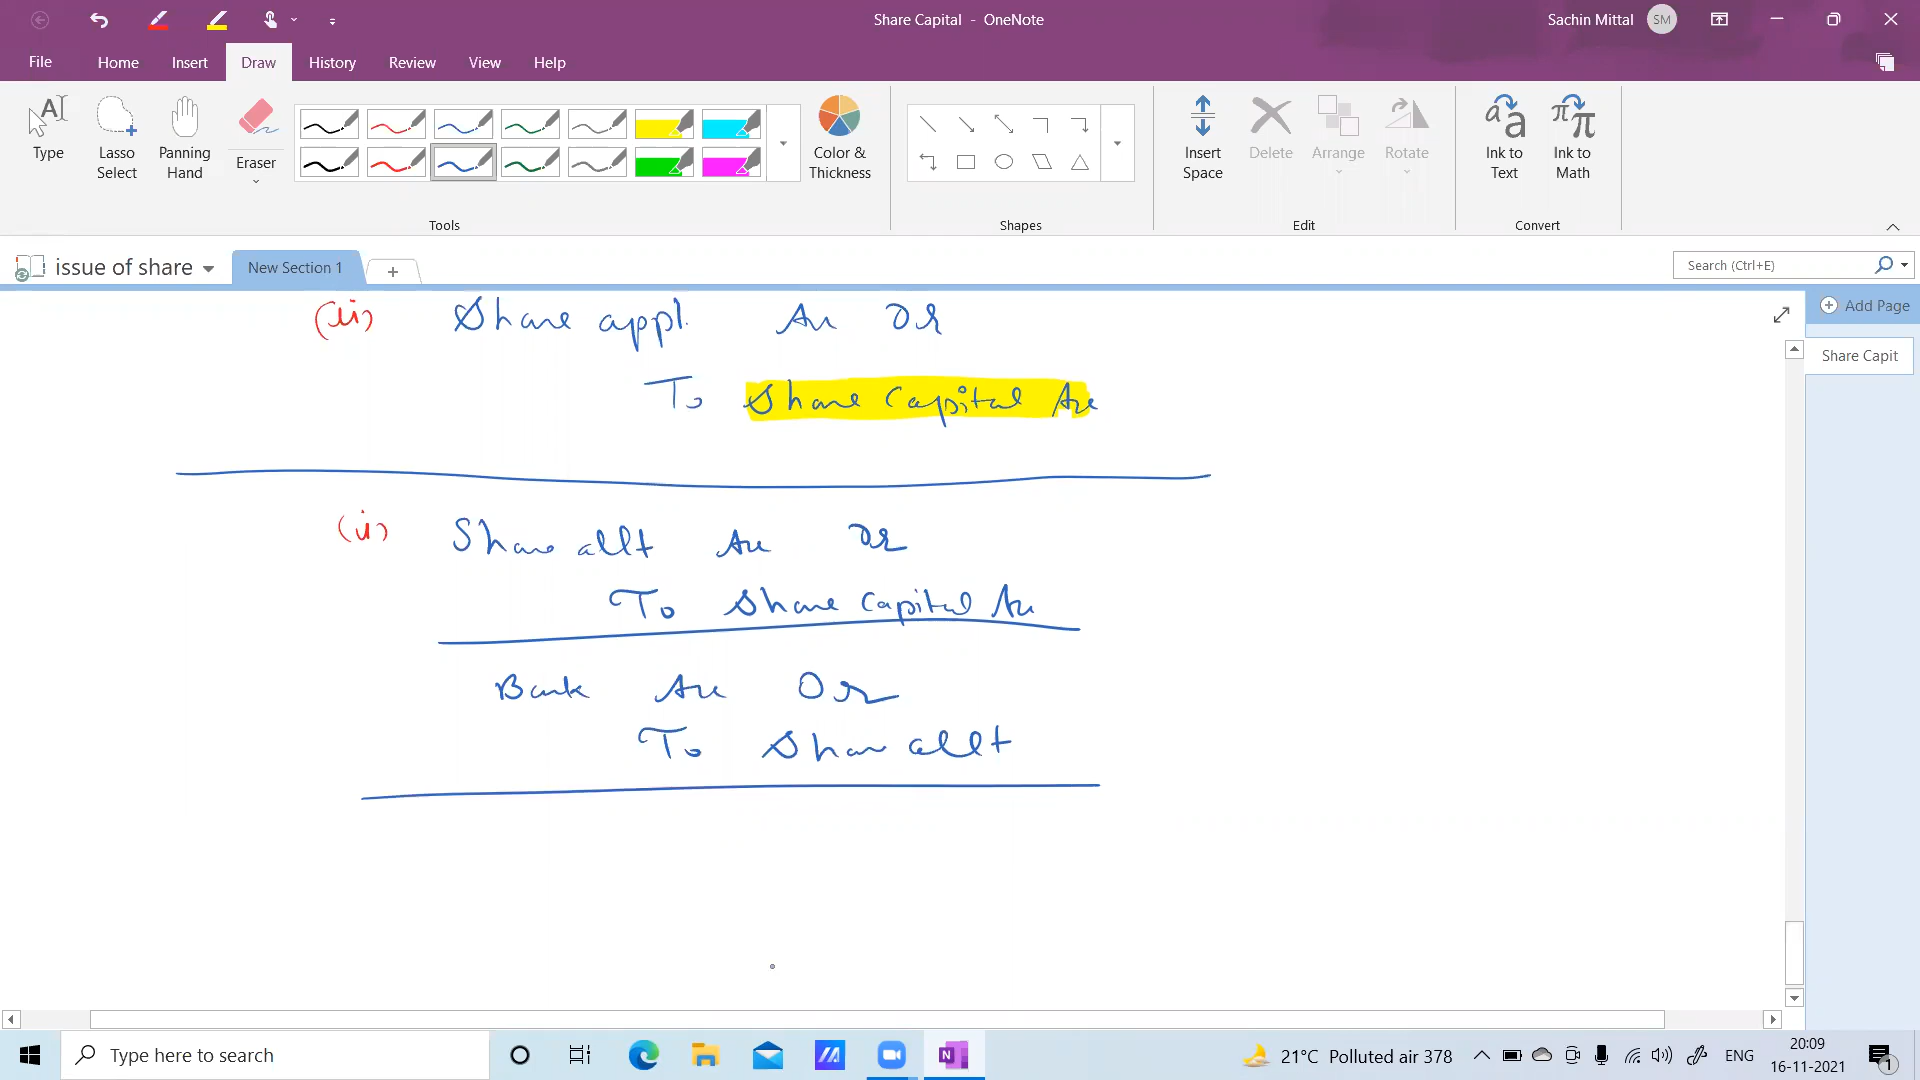 Share Capital - OneNote
Sachin Mittal SM
File Home Insert Draw History Review View Help
Type
Lasso Select
Panning Hand
Eraser
Color & Thickness
Insert Space
Delete
Arrange
Rotate
Ink to Text
Ink to Math
Tools
Shapes
Edit
Convert
issue of share
New Section 1
+
Search (Ctrl+E)
Add Page
Share Capit
(ii) Share appl. A/c Dr
To Share Capital A/c
(ii) Share allt A/c Dr
To Share Capital A/c
Bank A/c Dr
To Share allt
Type here to search
21°C Polluted air 378
ENG
20:09
16-11-2021
1